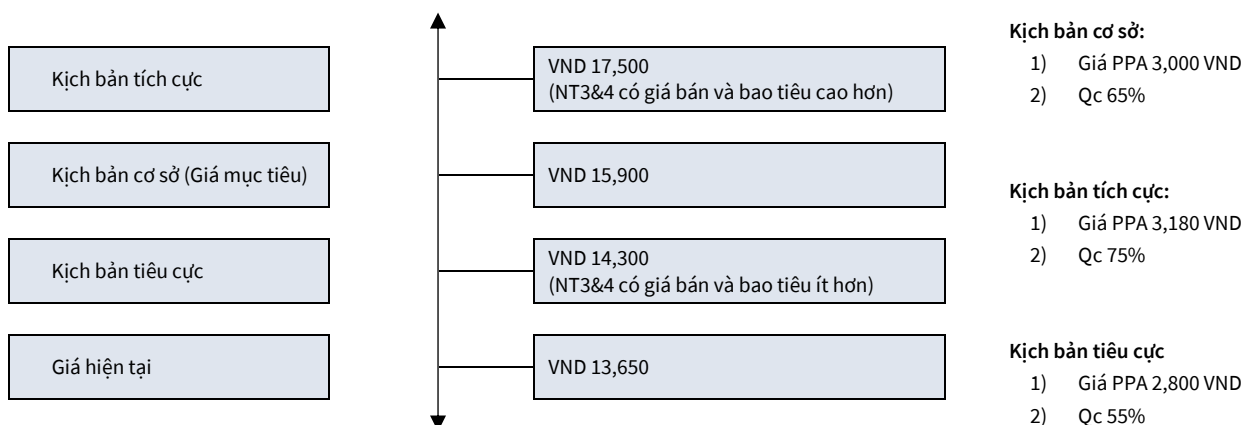 Kịch bản tích cực
VND 17,500
(NT3&4 có giá bán và bao tiêu cao hơn)
Kịch bản cơ sở (Giá mục tiêu)
VND 15,900
Kịch bản tiêu cực
VND 14,300
(NT3&4 có giá bán và bao tiêu ít hơn)
Giá hiện tại
VND 13,650
Kịch bản cơ sở:
1) Giá PPA 3,000 VND
2) Qc 65%
Kịch bản tích cực:
1) Giá PPA 3,180 VND
2) Qc 75%
Kịch bản tiêu cực
1) Giá PPA 2,800 VND
2) Qc 55%